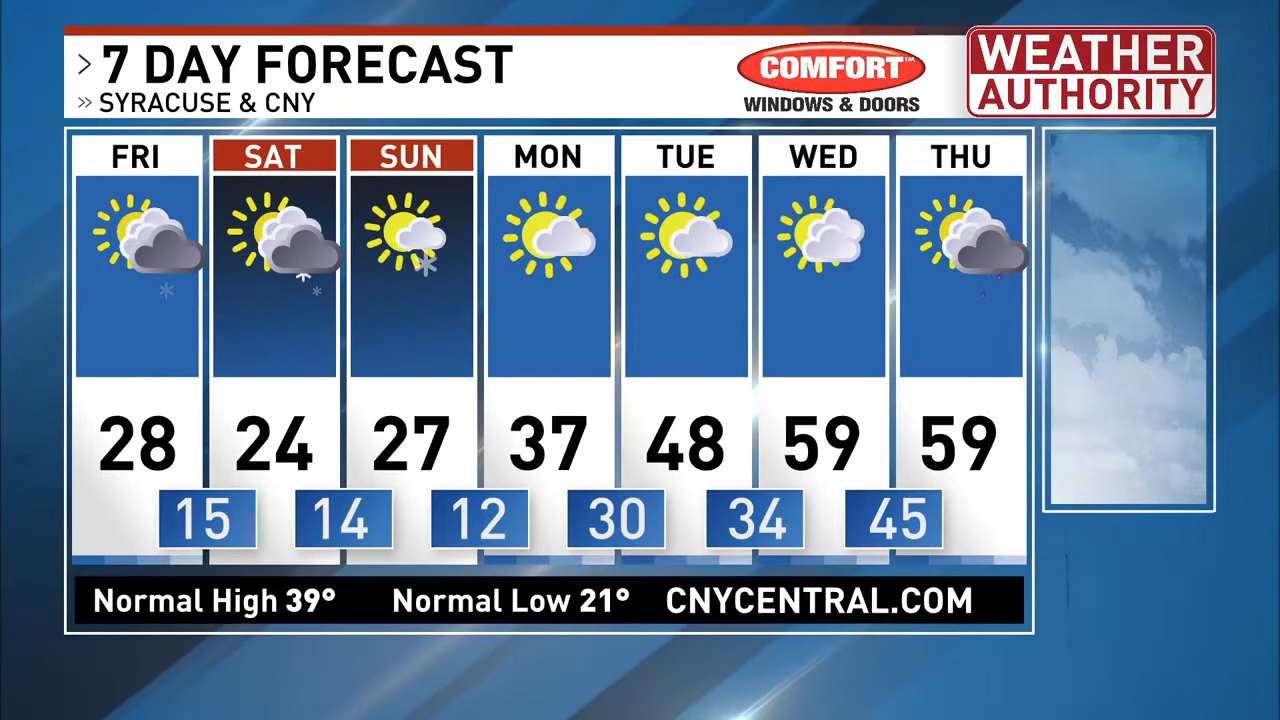 > 7 DAY FORECAST
>> SYRACUSE & CNY
COMFORT™
WINDOWS & DOORS
WEATHER
AUTHORITY
FRI SAT SUN MON TUE WED THU
28 24 27 37 48 59 59
15 14 12 30 34 45
Normal High 39° Normal Low 21° CNYCENTRAL.COM